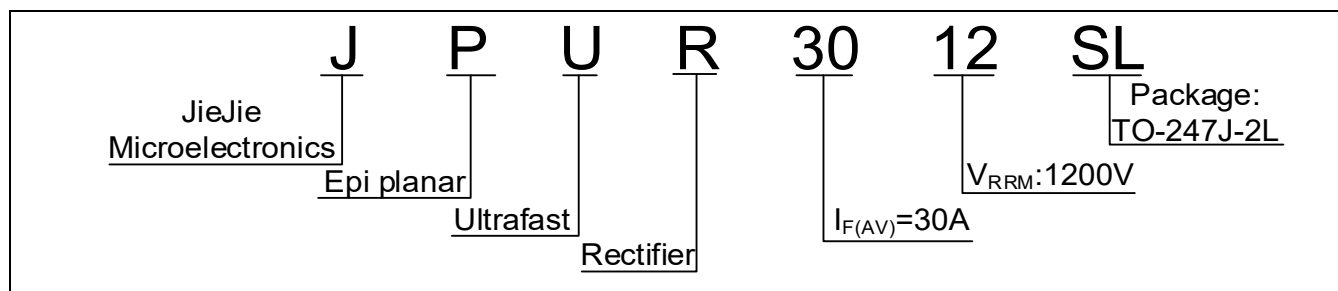 J P U R 30 12 SL
JieJie
Microelectronics
Package:
TO-247J-2L
Epi planar
V_RRM:1200V
Ultrafast
I_F(AV)=30A
Rectifier